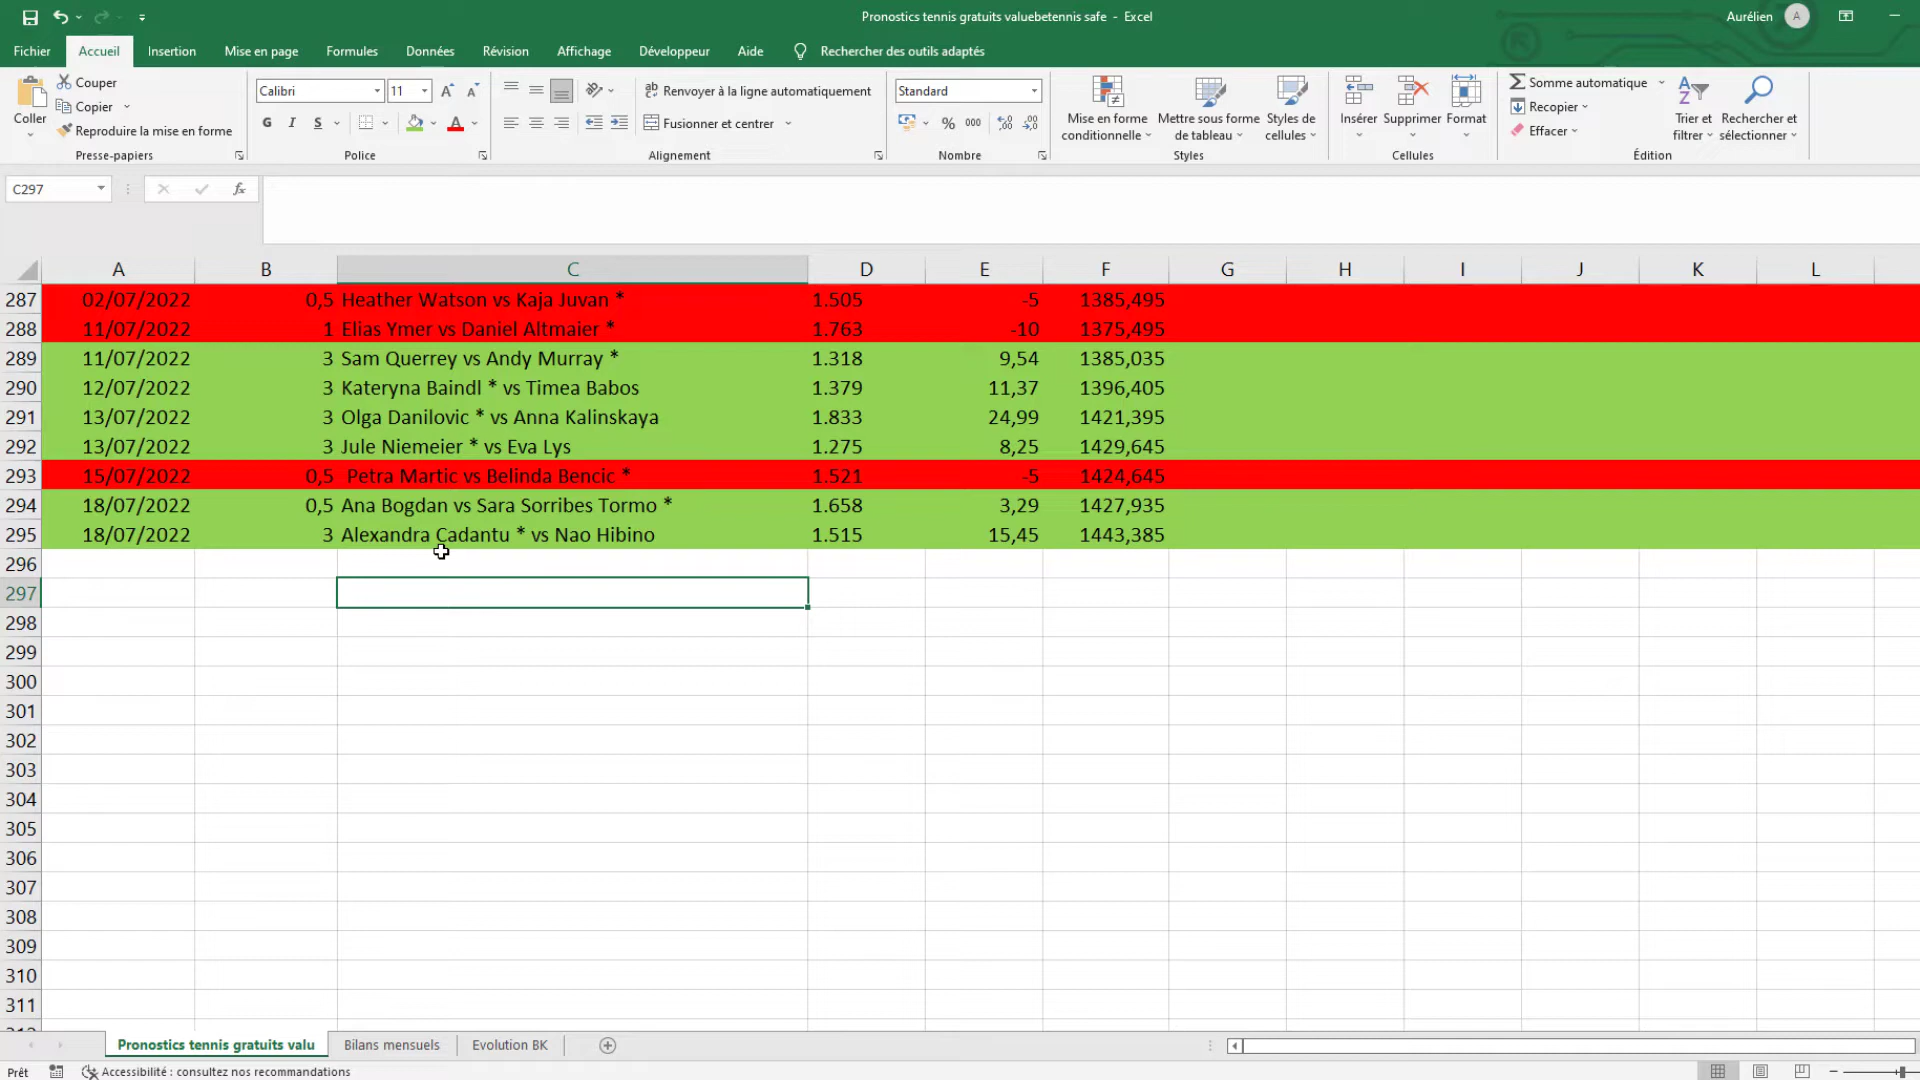 Pronostics tennis gratuits valuebetennis safe - Excel
Aurélien A
Fichier Accueil Insertion Mise en page Formules Données Révision Affichage Développeur Aide Rechercher des outils adaptés
Coller
Couper
Copier
Reproduire la mise en forme
Presse-papiers
Calibri 11
G I S
Police
Renvoyer à la ligne automatiquement
Fusionner et centrer
Alignement
Standard
% 000
Nombre
Mise en forme conditionnelle
Mettre sous forme de tableau
Styles de cellules
Styles
Insérer Supprimer Format
Cellules
Somme automatique
Recopier
Effacer
Trier et filtrer
Rechercher et sélectionner
Édition
C297 fx
A B C D E F G H I J K L
287 02/07/2022 0,5 Heather Watson vs Kaja Juvan * 1.505 -5 1385,495
288 11/07/2022 1 Elias Ymer vs Daniel Altmaier * 1.763 -10 1375,495
289 11/07/2022 3 Sam Querrey vs Andy Murray * 1.318 9,54 1385,035
290 12/07/2022 3 Kateryna Baindl * vs Timea Babos 1.379 11,37 1396,405
291 13/07/2022 3 Olga Danilovic * vs Anna Kalinskaya 1.833 24,99 1421,395
292 13/07/2022 3 Jule Niemeier * vs Eva Lys 1.275 8,25 1429,645
293 15/07/2022 0,5 Petra Martic vs Belinda Bencic * 1.521 -5 1424,645
294 18/07/2022 0,5 Ana Bogdan vs Sara Sorribes Tormo * 1.658 3,29 1427,935
295 18/07/2022 3 Alexandra Cadantu * vs Nao Hibino 1.515 15,45 1443,385
296
297
298
299
300
301
302
303
304
305
306
307
308
309
310
311
Pronostics tennis gratuits valu Bilans mensuels Evolution BK
Prêt Accessibilité : consultez nos recommandations